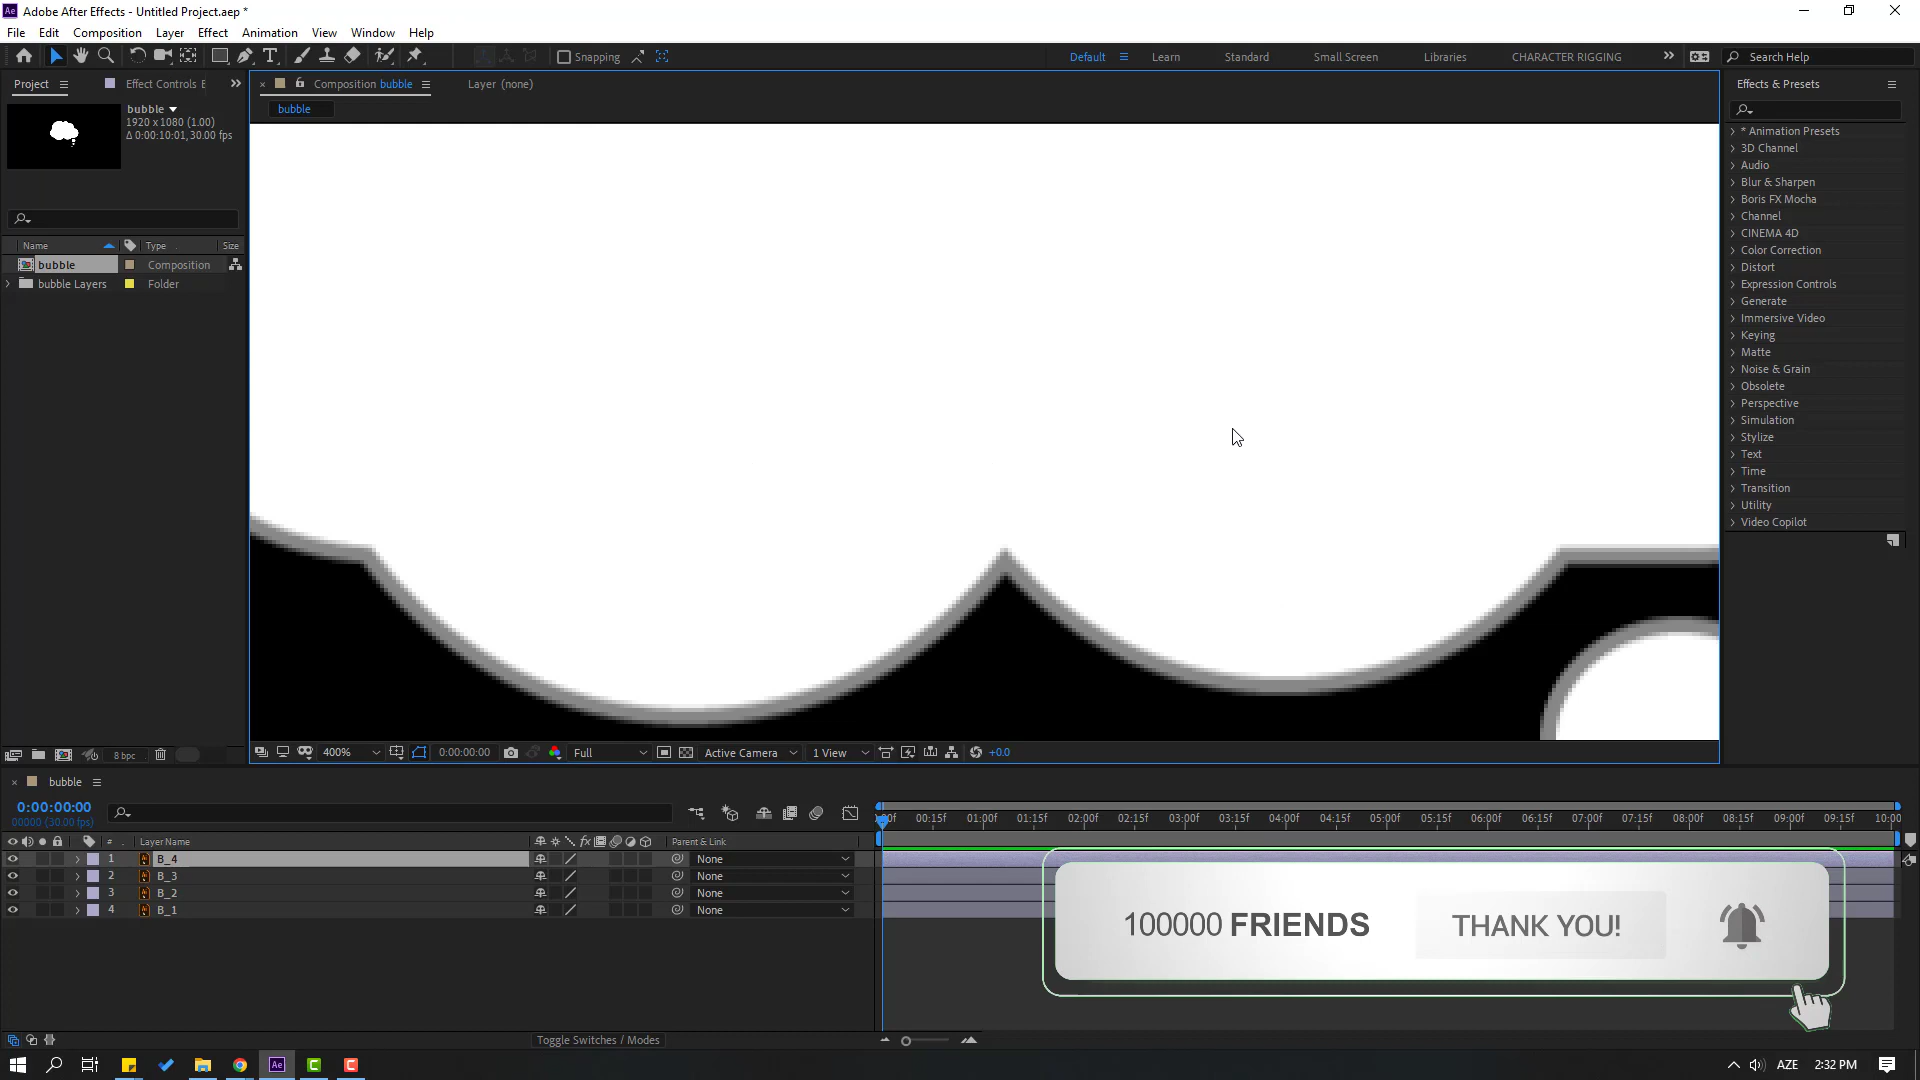 Adobe After Effects - Untitled Project.aep *
File Edit Composition Layer Effect Animation View Window Help
Snapping Default Learn Standard Small Screen Libraries CHARACTER RIGGING Search Help
Project Effect Controls E
Composition bubble Layer (none)
bubble
Effects & Presets
bubble
1920 x 1080 (1.00)
Δ 0:00:10:01, 30.00 fps
Name Type Size
bubble Composition
bubble Layers Folder
* Animation Presets
3D Channel
Audio
Blur & Sharpen
Boris FX Mocha
Channel
CINEMA 4D
Color Correction
Distort
Expression Controls
Generate
Immersive Video
Keying
Matte
Noise & Grain
Obsolete
Perspective
Simulation
Stylize
Text
Time
Transition
Utility
Video Copilot
8 bpc
400% 0:00:00:00 Full Active Camera 1 View +0.0
bubble
0:00:00:00
00000 (30.00 fps)
:00f 00:15f 01:00f 01:15f 02:00f 02:15f 03:00f 03:15f 04:00f 04:15f 05:00f 05:15f 06:00f 06:15f 07:00f 07:15f 08:00f 08:15f 09:00f 09:15f 10:00
# Layer Name Parent & Link
1 B_4 None
2 B_3 None
3 B_2 None
4 B_1 None
100000 FRIENDS THANK YOU!
Toggle Switches / Modes
Ae AZE 2:32 PM